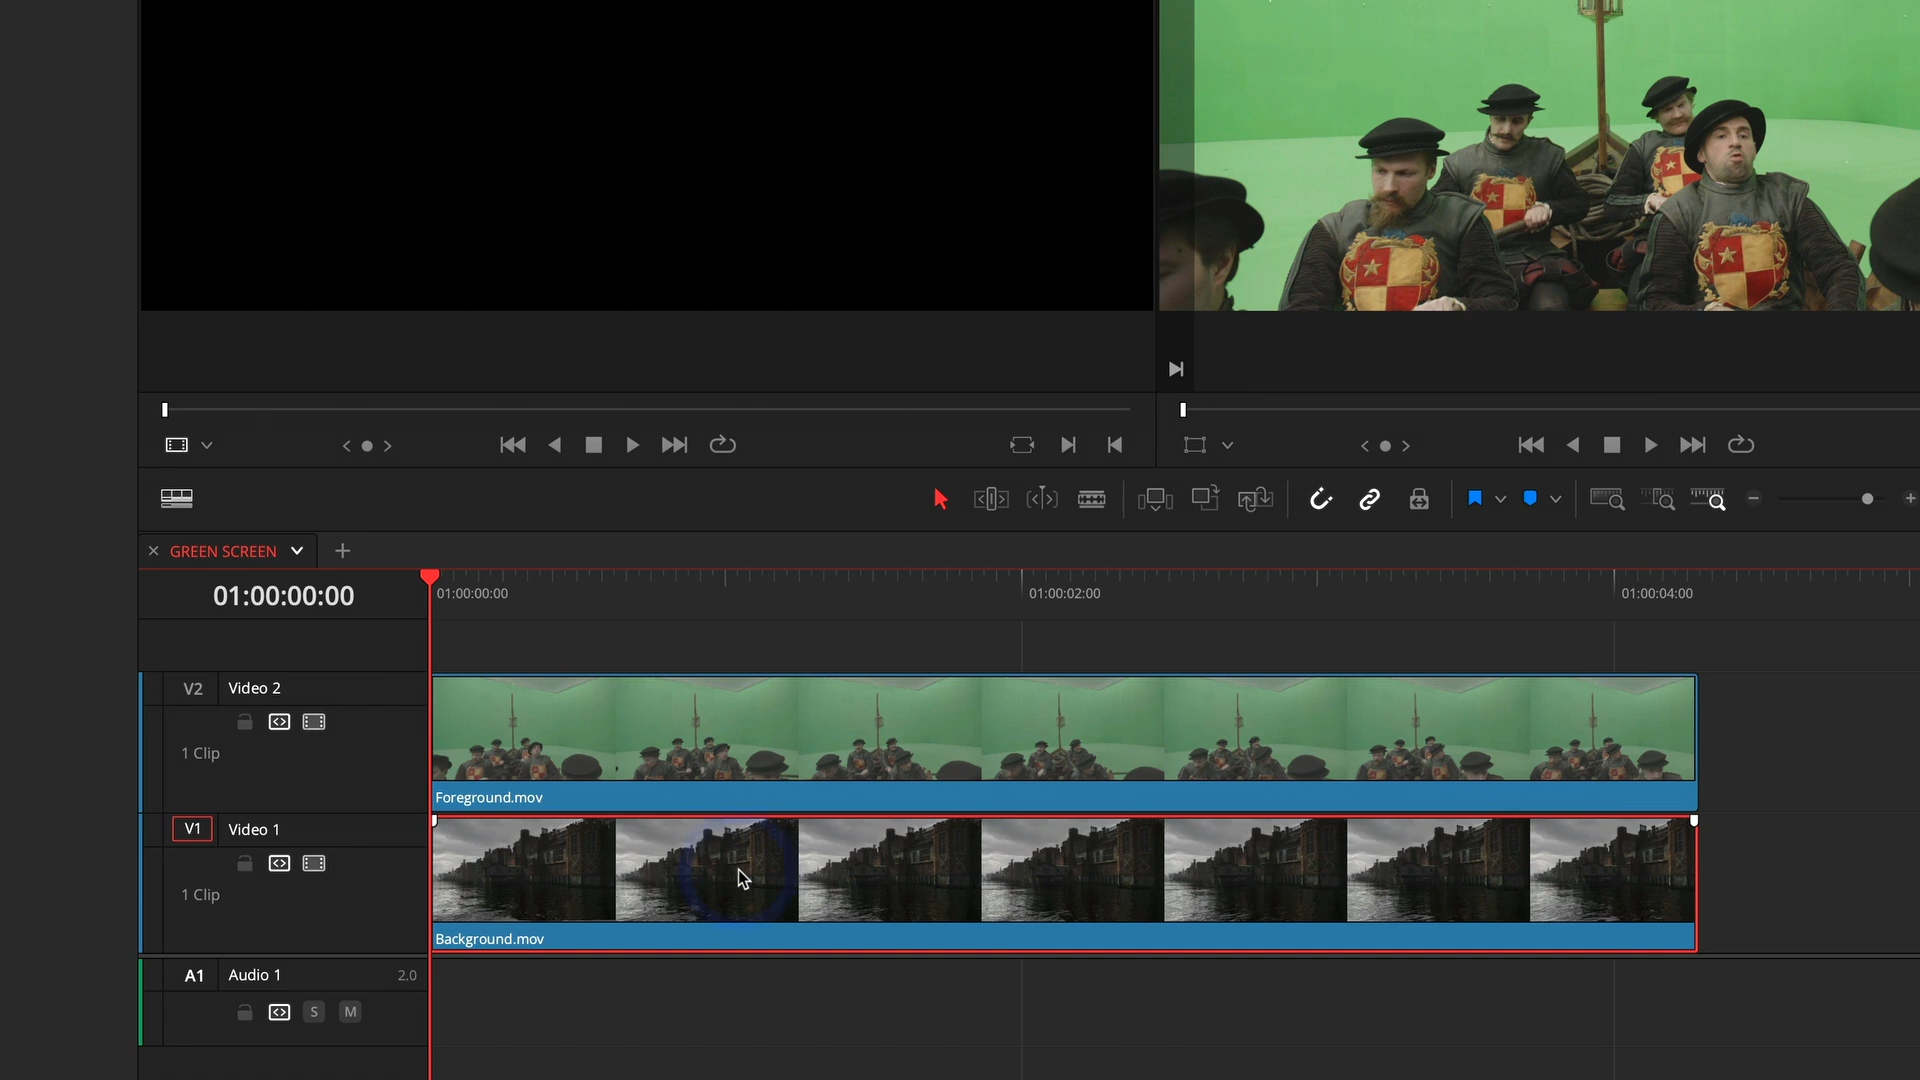 GREEN SCREEN
01:00:00:00
01:00:00:00
01:00:02:00
01:00:04:00
V2 Video 2
1 Clip
Foreground.mov
V1 Video 1
1 Clip
Background.mov
A1 Audio 1 2.0
S M